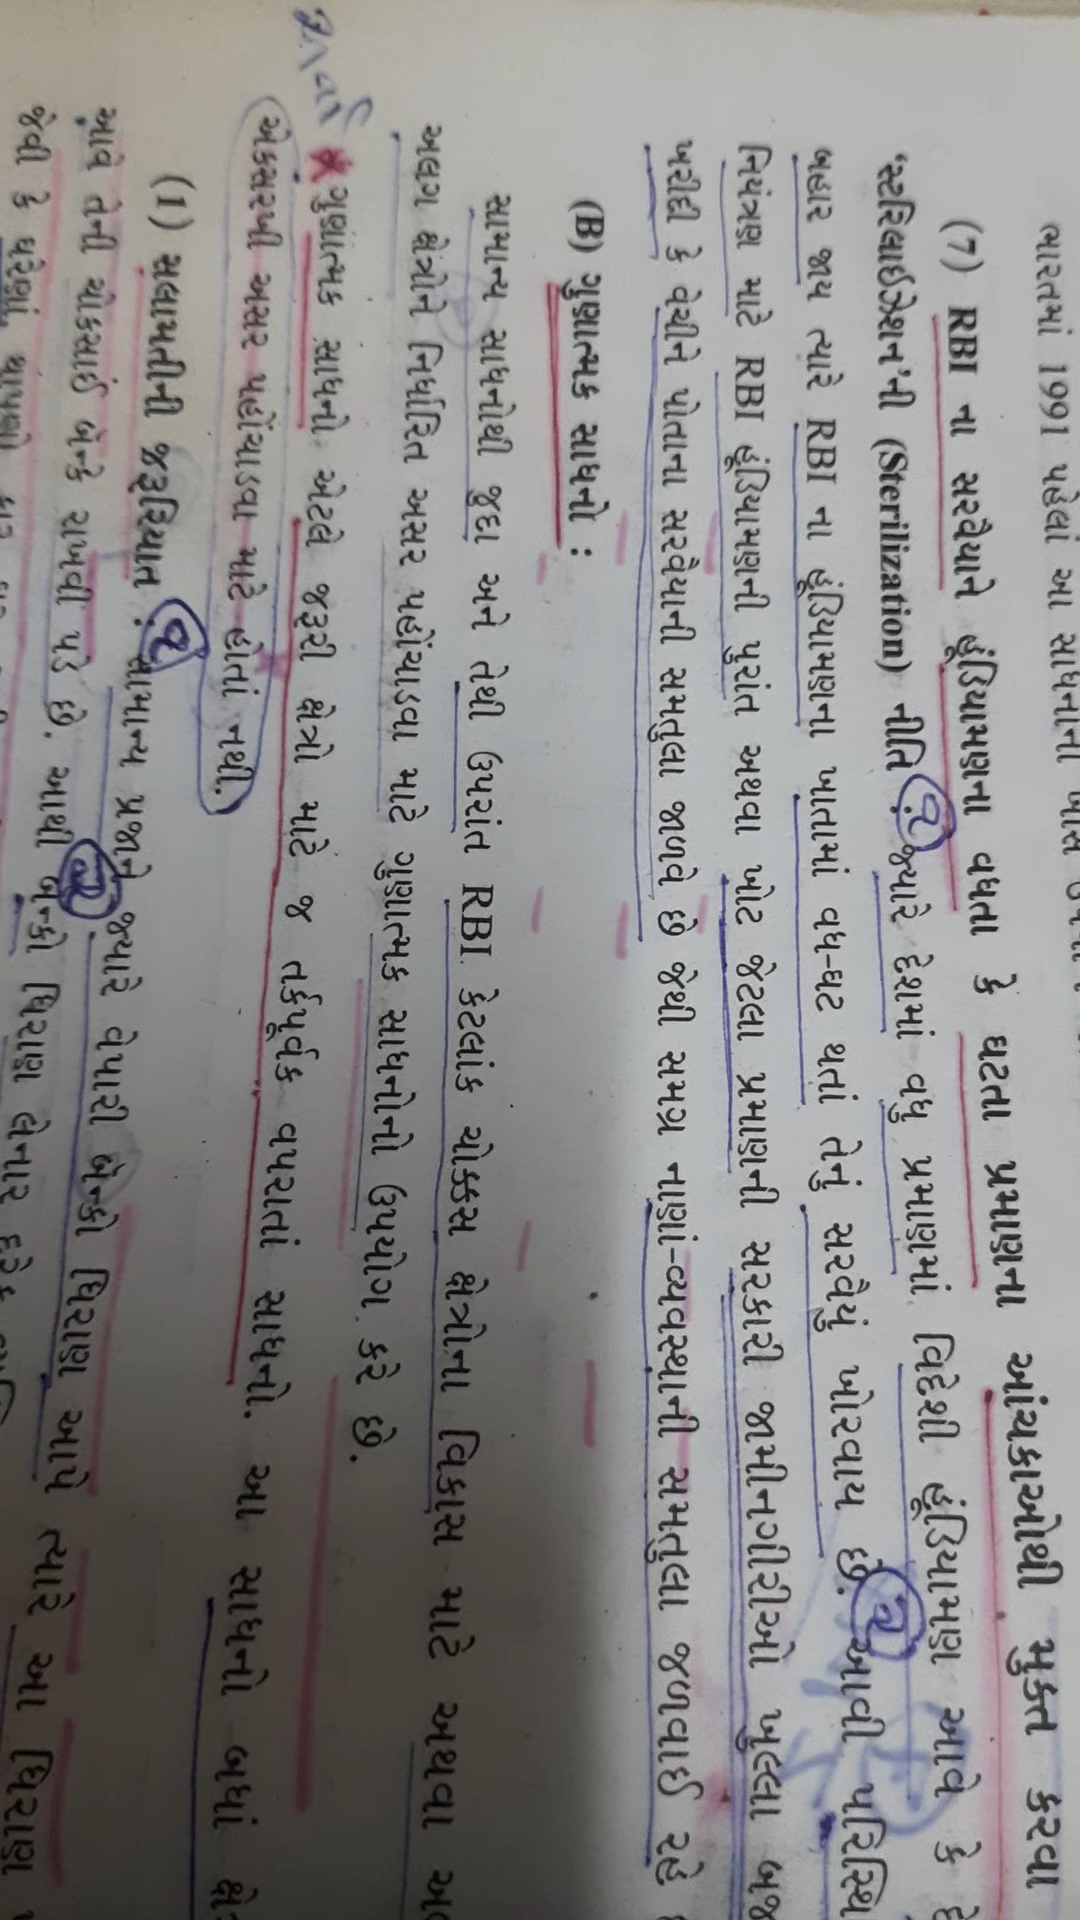 ભારતમાં 1991 પહેલાં આ સાધનોનો
(7) RBI ના સરવૈયાને હૂંડિયામણના વધતા કે ઘટતા પ્રમાણના આંચકાઓથી મુક્ત કરવા
'સ્ટરિલાઈઝેશન'ની (Sterilization) નીતિ : જ્યારે દેશમાં વધુ પ્રમાણમાં વિદેશી હૂંડિયામણ આવે કે
બહાર જાય ત્યારે RBI ના હૂંડિયામણના ખાતામાં વધ-ઘટ થતાં તેનું સરવૈયું ખોરવાય છે. આવી
નિયંત્રણ માટે RBI હૂંડિયામણની પૂરાંત અથવા ખોટ જેટલા પ્રમાણની સરકારી જામીનગીરીઓ ખુલ્લા
ખરીદી કે વેચીને પોતાના સરવૈયાની સમતુલા જાળવે છે જેથી સમગ્ર નાણાં-વ્યવસ્થાની સમતુલા જળવાઈ રહે
(B) ગુણાત્મક સાધનો :
સામાન્ય સાધનોથી જુદા અને તેથી ઉપરાંત RBI કેટલાંક ચોક્કસ ક્ષેત્રોના વિકાસ માટે અથવા
અલગ ક્ષેત્રોને નિર્ધારિત અસર પહોંચાડવા માટે ગુણાત્મક સાધનોનો ઉપયોગ કરે છે.
ગુણાત્મક સાધનો એટલે જરૂરી ક્ષેત્રો માટે જ તર્કપૂર્વક વપરાતાં સાધનો. આ સાધનો બધાં
એકસરખી અસર પહોંચાડવા માટે હોતાં નથી.
(1) સલામતીની જરૂરિયાત : સામાન્ય પ્રજાને જ્યારે વેપારી બૅન્કો ધિરાણ આપે ત્યારે આ ધિરાણ
આવે તેની ચોકસાઈ બૅન્કે રાખવી પડે છે. આથી બૅન્કો ધિરાણ લેનાર દરેક
જેવી કે ઘરેણાં